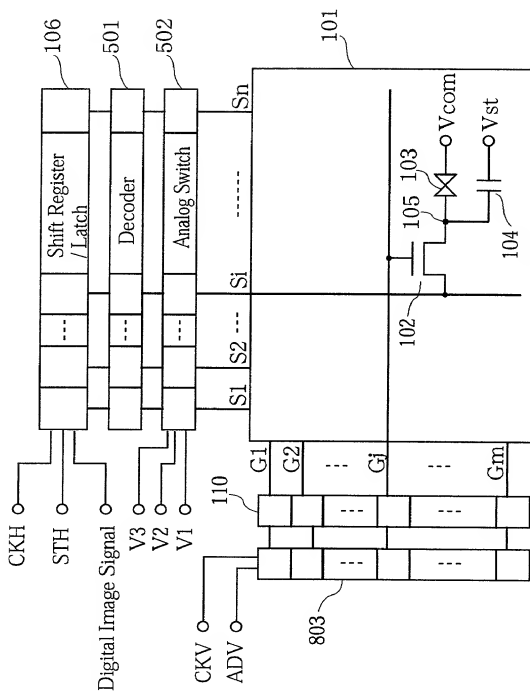 106
501
502
101
Shift Register
/Latch
Decoder
Analog Switch
CKH
STH
Digital Image Signal
V3
V2
V1
S1
S2
----
Si
------
Sn
110
G1
G2
----
Gj
----
Gm
CKV
ADV
803
102
105
103
104
Vcom
Vst